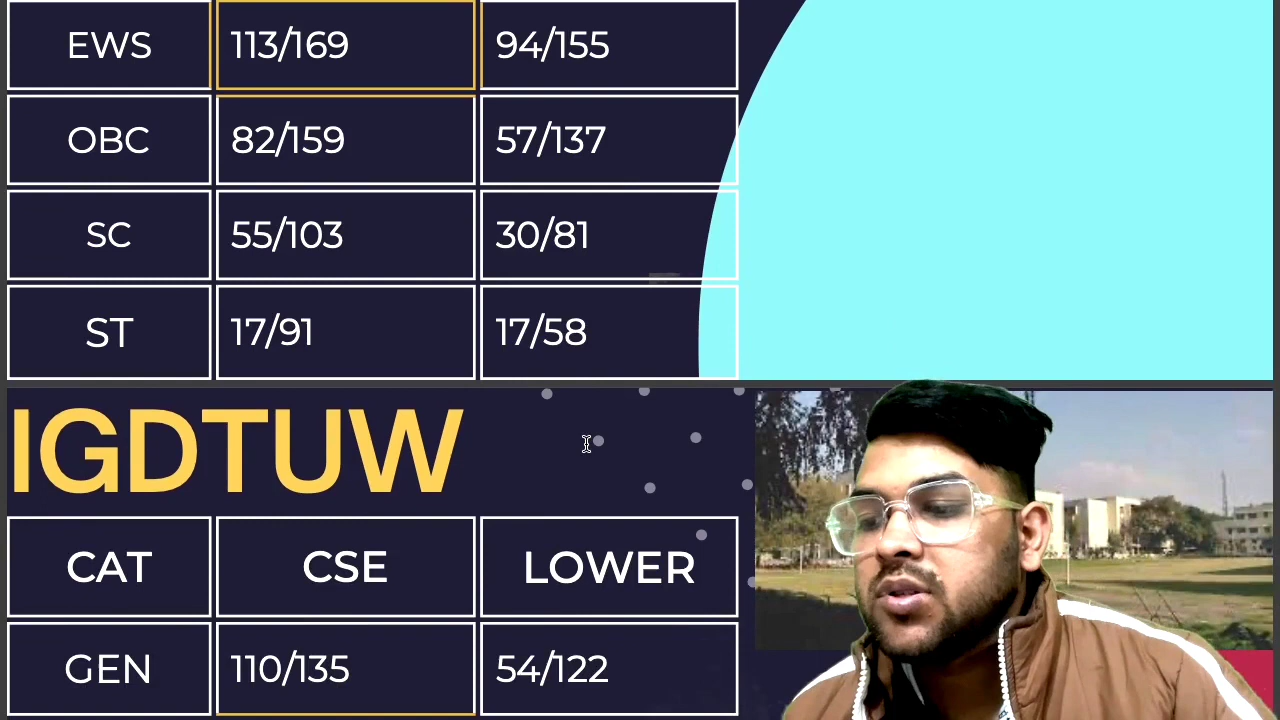 EWS 113/169 94/155
OBC 82/159 57/137
SC 55/103 30/81
ST 17/91 17/58
IGDTUW
CAT CSE LOWER
GEN 110/135 54/122